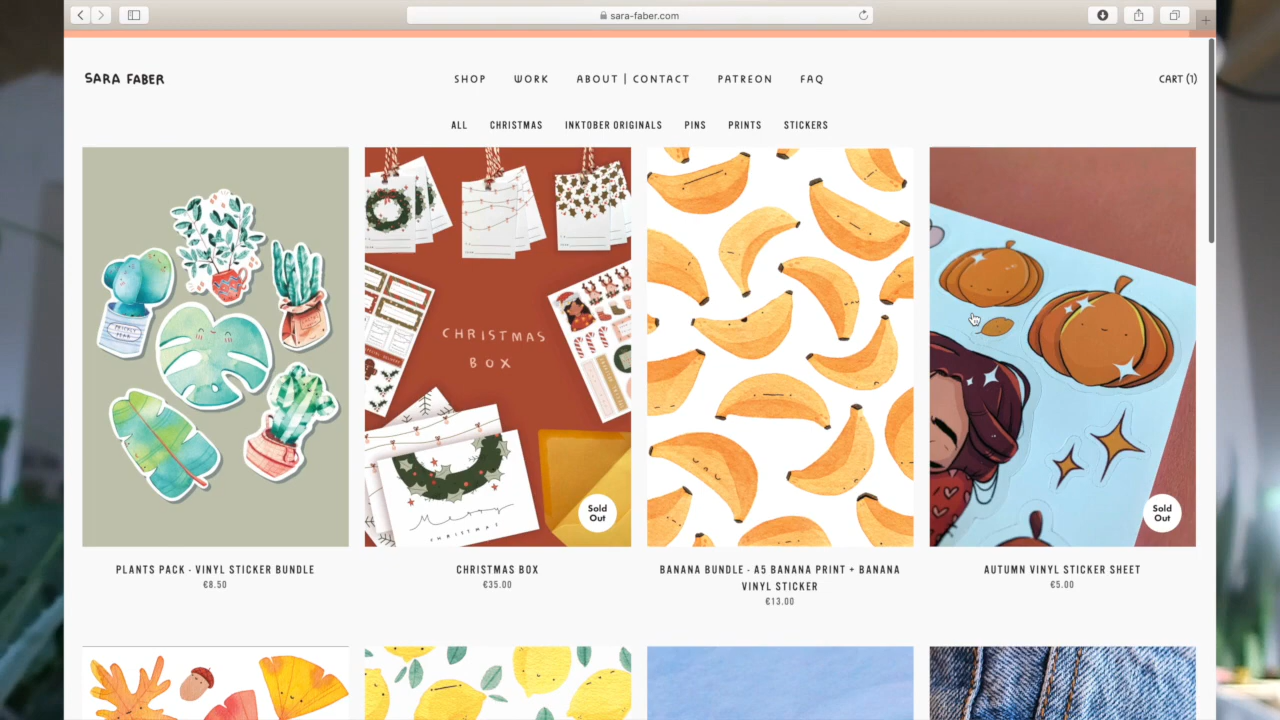 sara-faber.com
SARA FABER
SHOP
WORK
ABOUT | CONTACT
PATREON
FAQ
CART (1)
ALL
CHRISTMAS
INKTOBER ORIGINALS
PINS
PRINTS
STICKERS
CHRISTMAS
BOX
Merry
CHRISTMAS
Sold
Out
Sold
Out
PLANTS PACK - VINYL STICKER BUNDLE
€8.50
CHRISTMAS BOX
€35.00
BANANA BUNDLE - A5 BANANA PRINT + BANANA
VINYL STICKER
€13.00
AUTUMN VINYL STICKER SHEET
€5.00